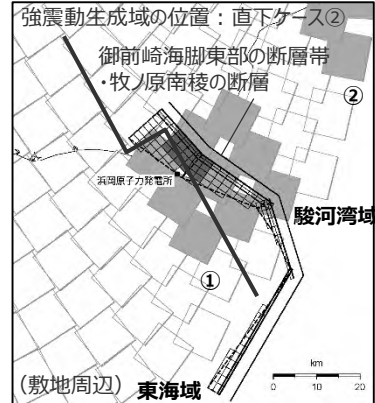 強震動生成域の位置:直下ケース②
御前崎海脚東部の断層帯
・牧ノ原南稜の断層
②
浜岡原子力発電所
駿河湾域
①
km
(敷地周辺)
東海域
0 10 20